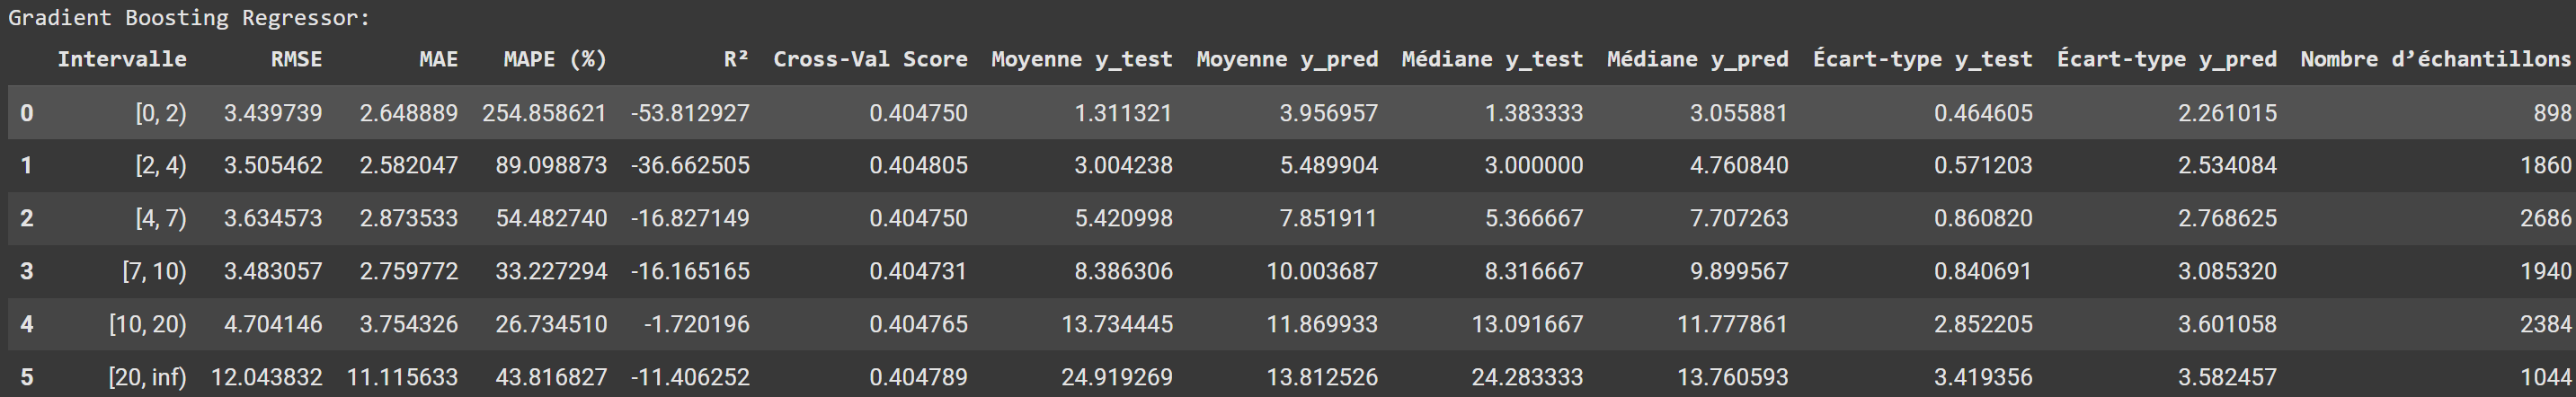 Gradient Boosting Regressor:
Intervalle RMSE MAE MAPE (%) R² Cross-Val Score Moyenne y_test Moyenne y_pred Médiane y_test Médiane y_pred Écart-type y_test Écart-type y_pred Nombre d’échantillons
0 [0, 2) 3.439739 2.648889 254.858621 -53.812927 0.404750 1.311321 3.956957 1.383333 3.055881 0.464605 2.261015 898
1 [2, 4) 3.505462 2.582047 89.098873 -36.662505 0.404805 3.004238 5.489904 3.000000 4.760840 0.571203 2.534084 1860
2 [4, 7) 3.634573 2.873533 54.482740 -16.827149 0.404750 5.420998 7.851911 5.366667 7.707263 0.860820 2.768625 2686
3 [7, 10) 3.483057 2.759772 33.227294 -16.165165 0.404731 8.386306 10.003687 8.316667 9.899567 0.840691 3.085320 1940
4 [10, 20) 4.704146 3.754326 26.734510 -1.720196 0.404765 13.734445 11.869933 13.091667 11.777861 2.852205 3.601058 2384
5 [20, inf) 12.043832 11.115633 43.816827 -11.406252 0.404789 24.919269 13.812526 24.283333 13.760593 3.419356 3.582457 1044